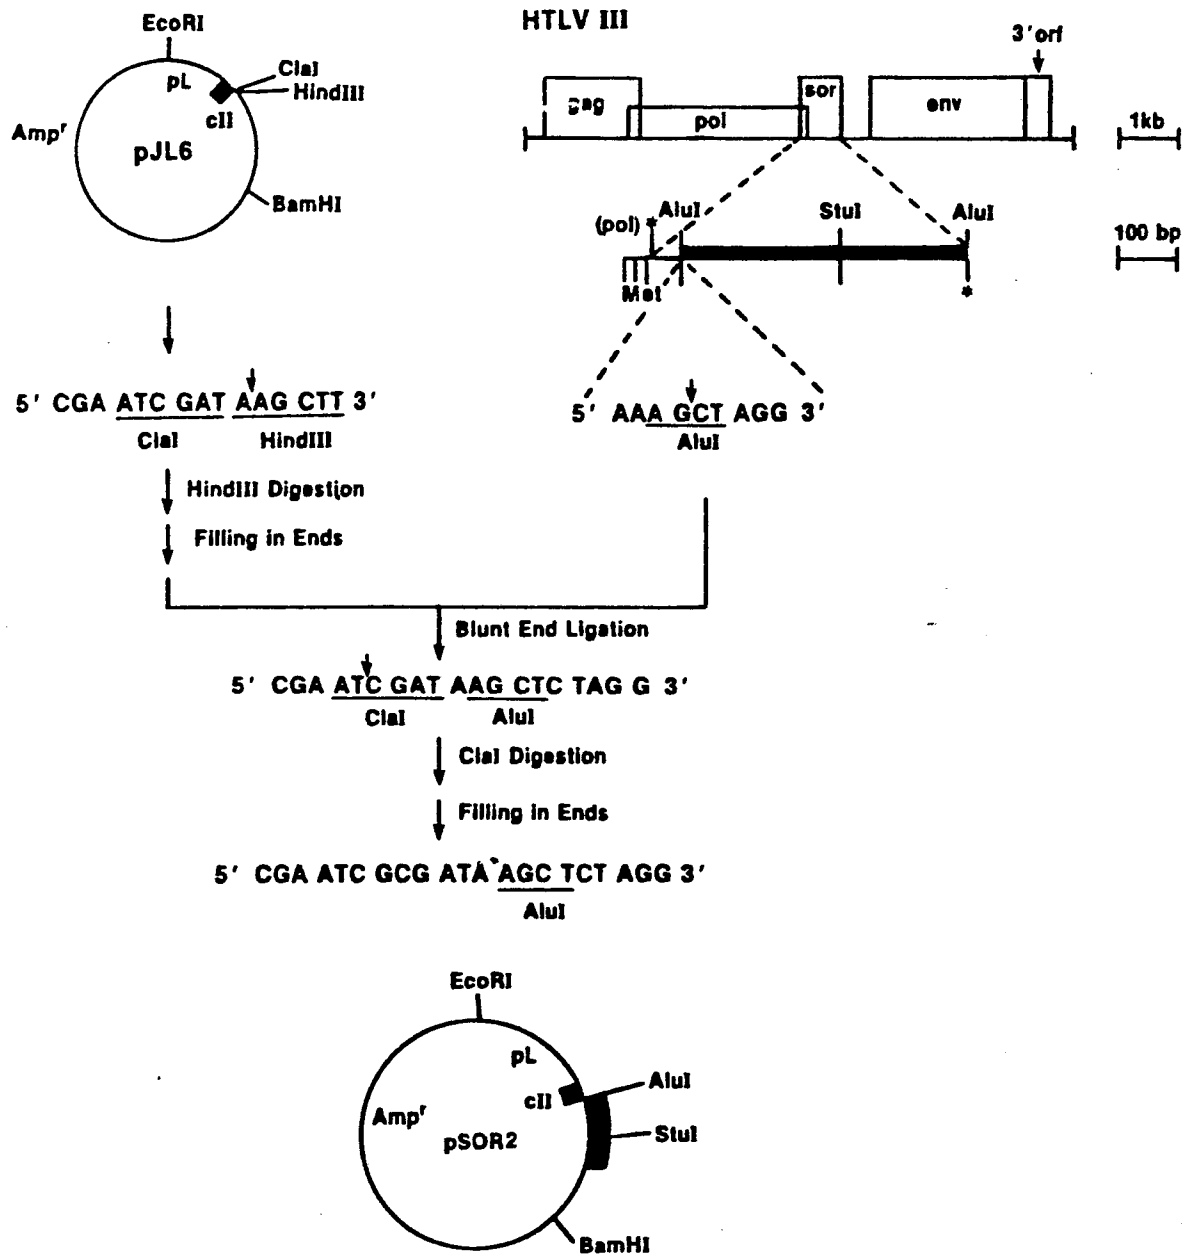 HTLV III
EcoRI
pL
ClaI
HindIII
cII
Ampr
pJL6
BamHI
3'orf
gag
pol
sor
env
1kb
(pol) *
AluI
StuI
AluI
100 bp
Met
*
5' CGA ATC GAT AAG CTT 3'
ClaI
HindIII
5' AAA GCT AGG 3'
AluI
HindIII Digestion
Filling in Ends
Blunt End Ligation
5' CGA ATC GAT AAG CTC TAG G 3'
ClaI
AluI
ClaI Digestion
Filling in Ends
5' CGA ATC GCG ATA AGC TCT AGG 3'
AluI
EcoRI
pL
AluI
cII
Ampr
StuI
pSOR2
BamHI